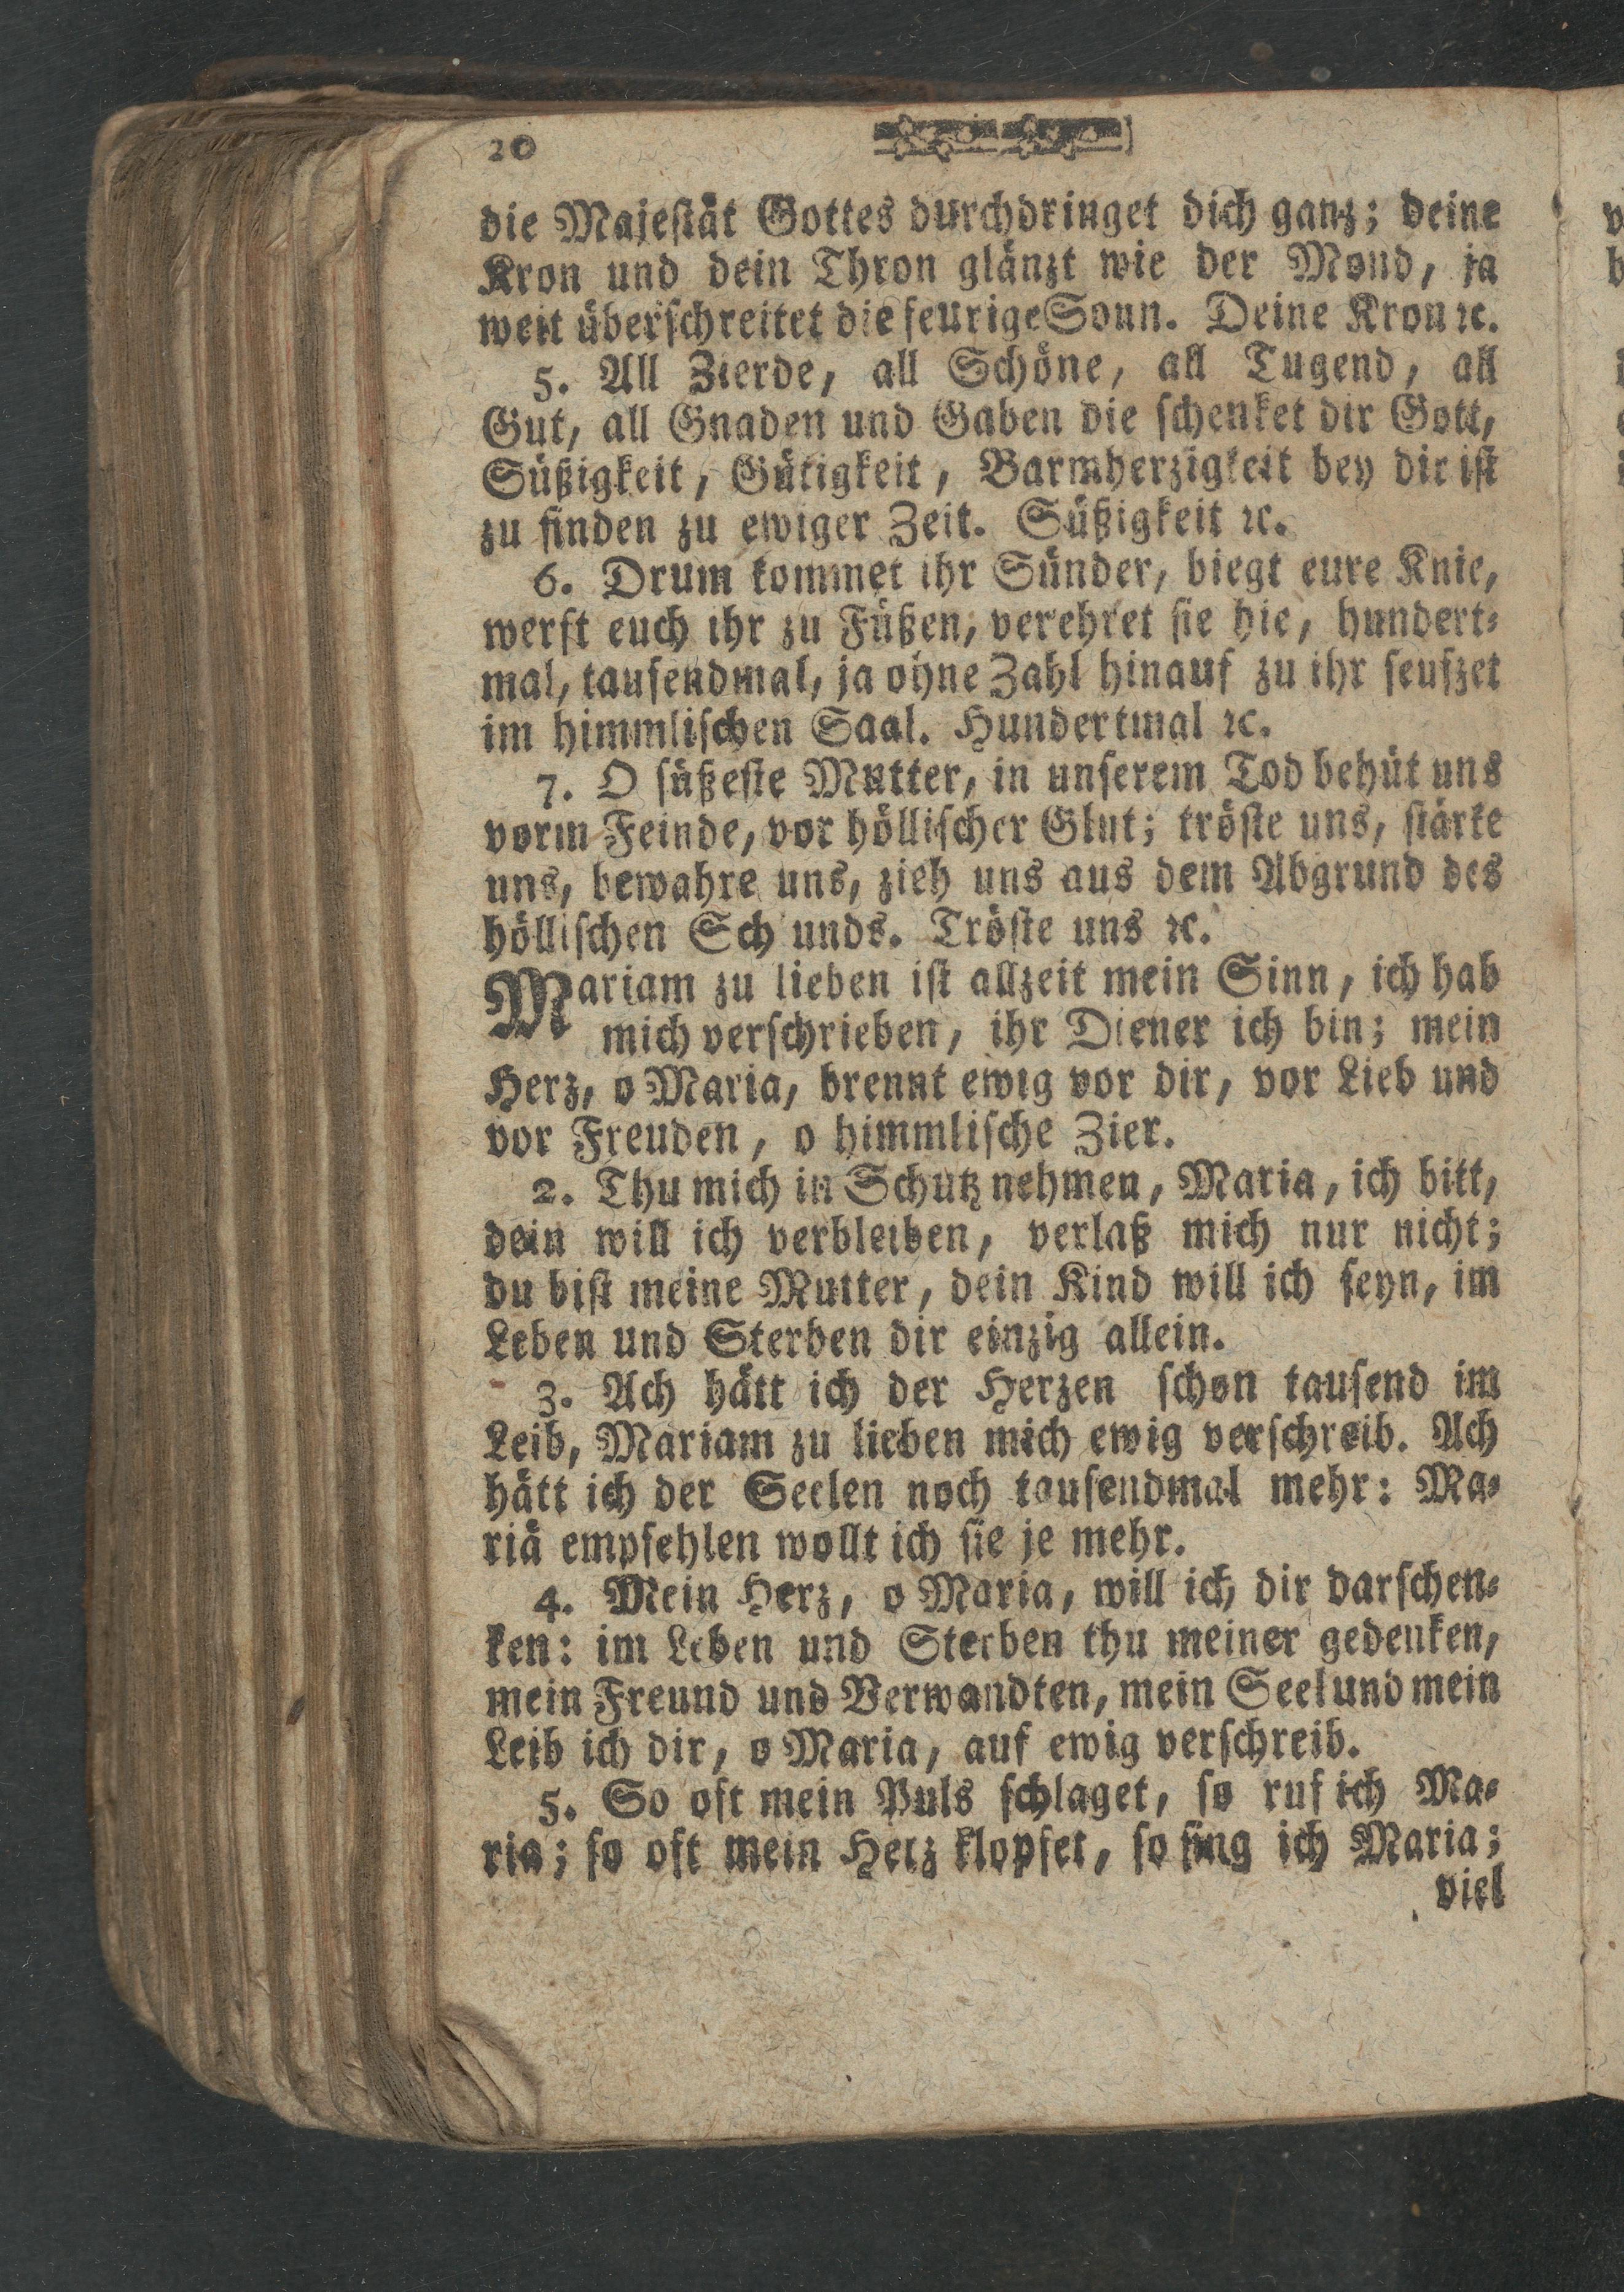 20
die Majeſtät Gottes durchdringet dich ganz; deine
Kron und dein Thron glänzt wie der Mond, ja
weit überſchreitet die feurige Sonn. Deine Kron ꝛc.
5. All Zierde, all Schöne, all Tugend, all
Gut, all Gnaden und Gaben die ſchenket dir Gott,
Süßigkeit, Gütigkeit, Barmherzigkeit bey dir iſt
zu finden zu ewiger Zeit. Süßigkeit ꝛc.
6. Drum kommet ihr Sünder, biegt eure Knie,
werft euch ihr zu Füßen, verehret ſie hie, hundert⸗
mal, tauſendmal, ja ohne Zahl hinauf zu ihr ſeufzet
im himmliſchen Saal. Hundertmal ꝛc.
7. O ſüßeſte Mutter, in unſerem Tod behüt uns
vorm Feinde, vor hölliſcher Glut; tröſte uns, ſtärke
uns, bewahre uns, zieh uns aus dem Abgrund des
hölliſchen Sch unds. Tröſte uns ꝛc.
Mariam zu lieben iſt allzeit mein Sinn, ich hab
mich verſchrieben, ihr Diener ich bin; mein
Herz, o Maria, brennt ewig vor dir, vor Lieb und
vor Freuden, o himmliſche Zier.
2. Thu mich in Schutz nehmen, Maria, ich bitt,
dein will ich verbleiben, verlaß mich nur nicht;
du biſt meine Mutter, dein Kind will ich ſeyn, im
Leben und Sterben dir einzig allein.
3. Ach hätt ich der Herzen ſchon tauſend im
Leib, Mariam zu lieben mich ewig verſchreib. Ach
hätt ich der Seelen noch tauſendmal mehr: Ma⸗
riä empfehlen wollt ich ſie je mehr.
4. Mein Herz, o Maria, will ich dir darſchen⸗
ken: im Leben und Sterben thu meiner gedenken,
mein Freund und Verwandten, mein Seel und mein
Leib ich dir, o Maria, auf ewig verſchreib.
5. So oft mein Puls ſchlaget, ſo ruf ich Ma⸗
ria; ſo oft mein Herz klopfet, ſo ſing ich Maria;
viel